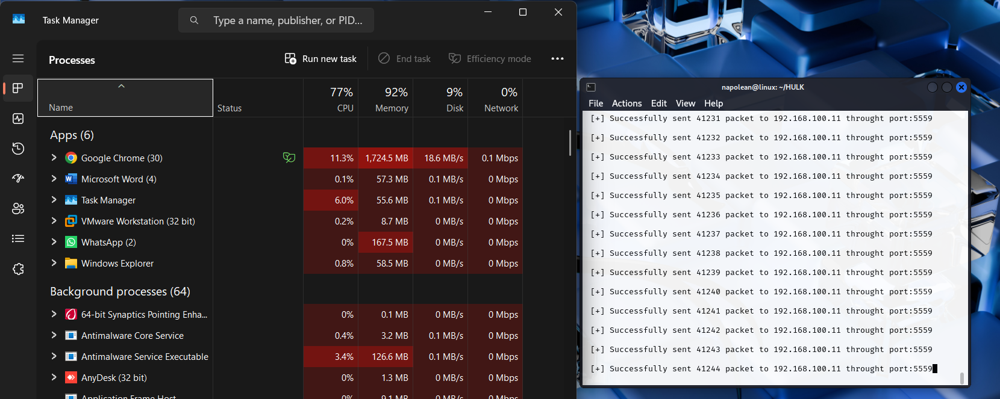 Task Manager
Type a name, publisher, or PID...
Processes
Run new task
End task
Efficiency mode
Name
Status
77% 92% 9% 0%
CPU Memory Disk Network
Apps (6)
Google Chrome (30) 11.3% 1,724.5 MB 18.6 MB/s 0.1 Mbps
Microsoft Word (4) 0.1% 57.3 MB 0.1 MB/s 0 Mbps
Task Manager 6.0% 55.6 MB 0.1 MB/s 0 Mbps
VMware Workstation (32 bit) 0.2% 8.7 MB 0 MB/s 0 Mbps
WhatsApp (2) 0% 167.5 MB 0 MB/s 0 Mbps
Windows Explorer 0.8% 58.5 MB 0 MB/s 0 Mbps
Background processes (64)
64-bit Synaptics Pointing Enha... 0% 0.1 MB 0 MB/s 0 Mbps
Antimalware Core Service 0.4% 3.2 MB 0.1 MB/s 0 Mbps
Antimalware Service Executable 3.4% 126.6 MB 0.1 MB/s 0 Mbps
AnyDesk (32 bit) 0% 1.3 MB 0 MB/s 0 Mbps
Application Frame Host 0% 9.1 MB 0 MB/s 0 Mbps
napolean@linux: ~/HULK
File Actions Edit View Help
[+] Successfully sent 41231 packet to 192.168.100.11 throught port:5559
[+] Successfully sent 41232 packet to 192.168.100.11 throught port:5559
[+] Successfully sent 41233 packet to 192.168.100.11 throught port:5559
[+] Successfully sent 41234 packet to 192.168.100.11 throught port:5559
[+] Successfully sent 41235 packet to 192.168.100.11 throught port:5559
[+] Successfully sent 41236 packet to 192.168.100.11 throught port:5559
[+] Successfully sent 41237 packet to 192.168.100.11 throught port:5559
[+] Successfully sent 41238 packet to 192.168.100.11 throught port:5559
[+] Successfully sent 41239 packet to 192.168.100.11 throught port:5559
[+] Successfully sent 41240 packet to 192.168.100.11 throught port:5559
[+] Successfully sent 41241 packet to 192.168.100.11 throught port:5559
[+] Successfully sent 41242 packet to 192.168.100.11 throught port:5559
[+] Successfully sent 41243 packet to 192.168.100.11 throught port:5559
[+] Successfully sent 41244 packet to 192.168.100.11 throught port:5559